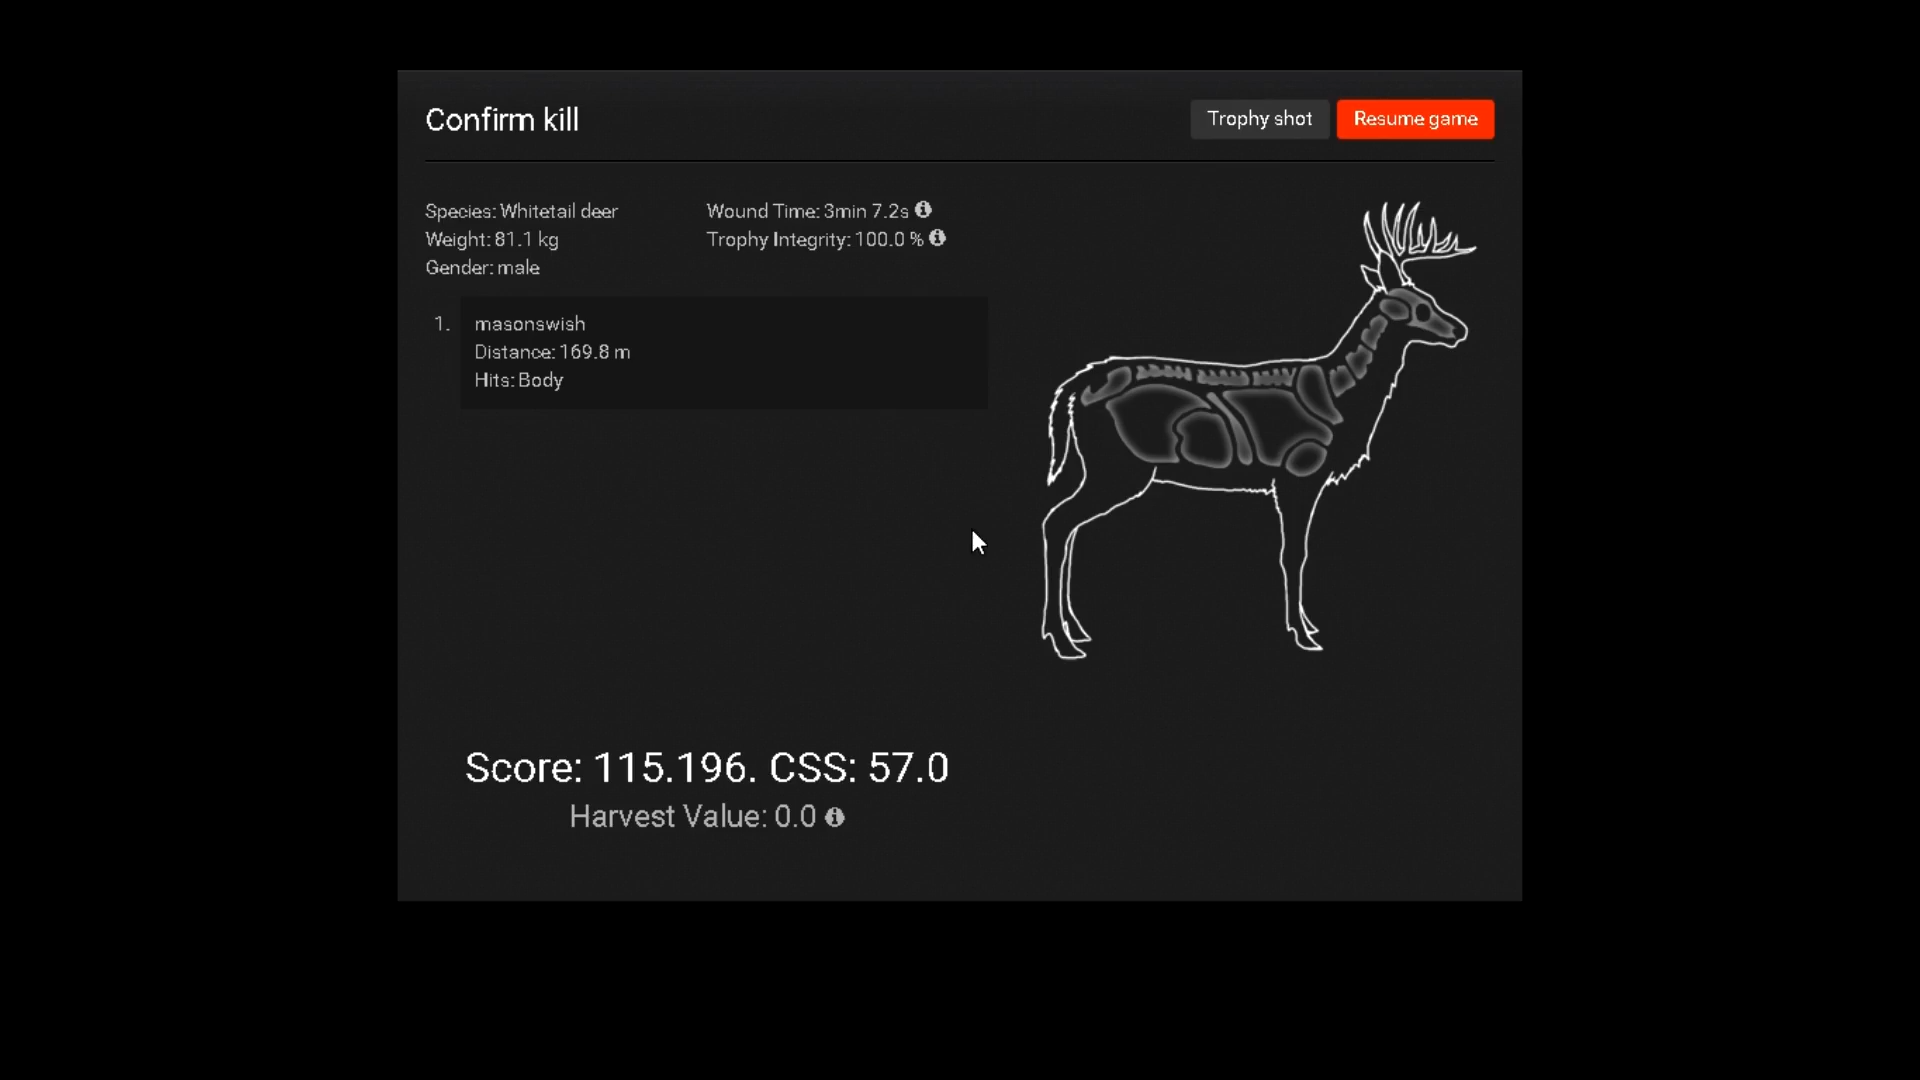 Confirm kill
Trophy shot
Resume game
Species: Whitetail deer
Weight: 81.1 kg
Gender: male
Wound Time: 3min 7.2s
Trophy Integrity: 100.0 %
1.
masonswish
Distance: 169.8 m
Hits: Body
Score: 115.196. CSS: 57.0
Harvest Value: 0.0